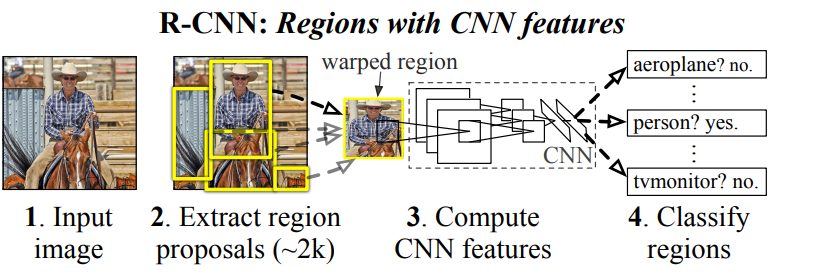 R-CNN: Regions with CNN features
warped region
aeroplane? no.
person? yes.
CNN
tvmonitor? no.
1. Input
image
2. Extract region
proposals (~2k)
3. Compute
CNN features
4. Classify
regions